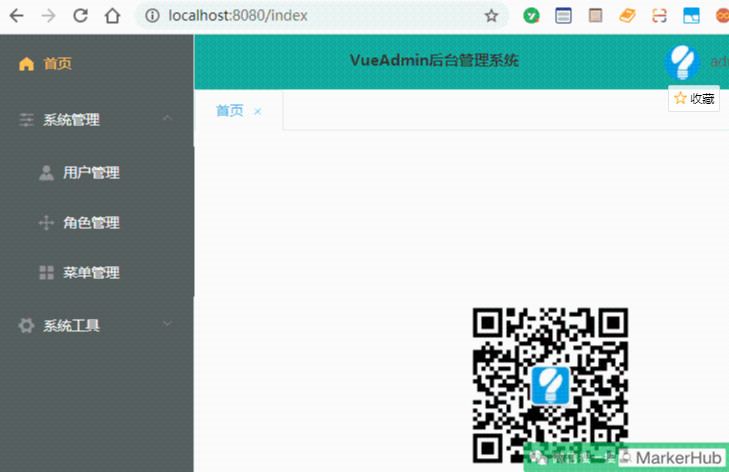 localhost:8080/index
首页
VueAdmin后台管理系统
收藏
首页 ×
系统管理
用户管理
角色管理
菜单管理
系统工具
MarkerHub